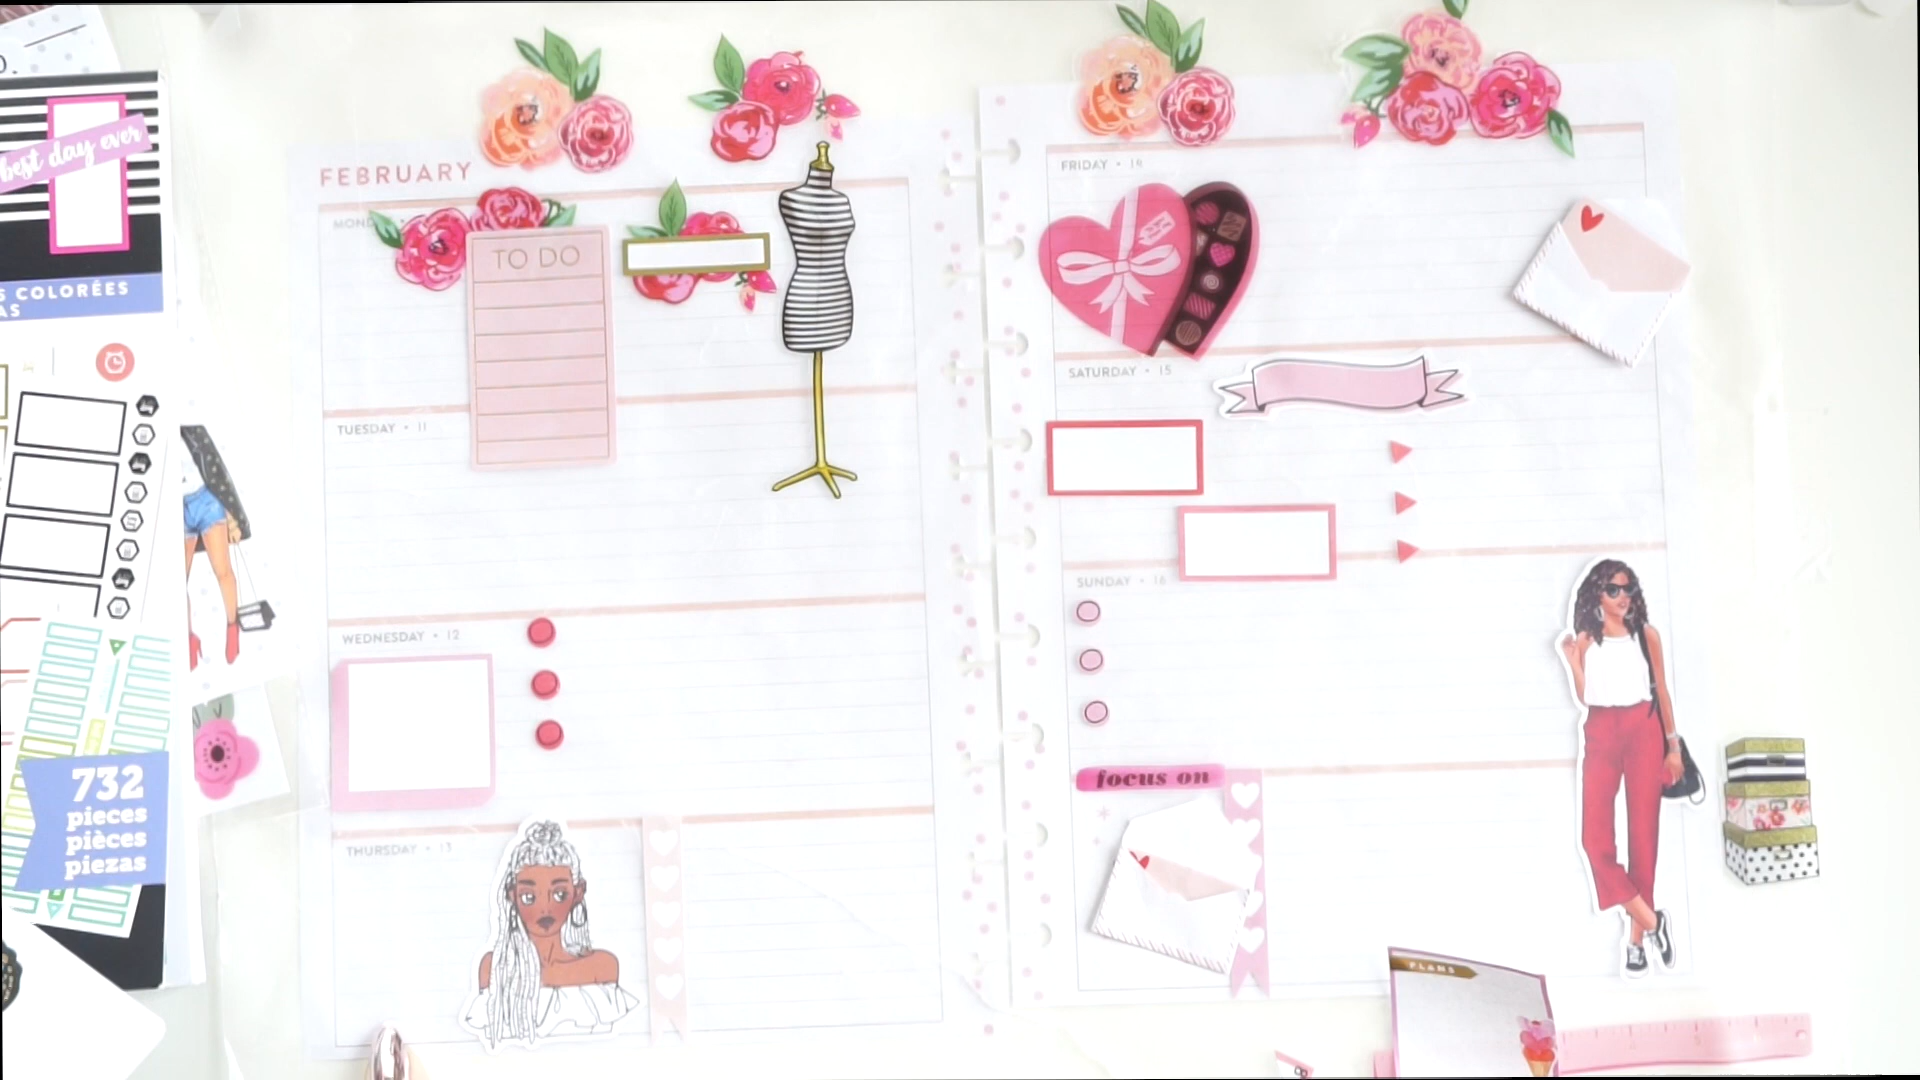 best day ever
S COLORÉES
AS
732
pieces
pièces
piezas
FEBRUARY
TO DO
TUESDAY • 11
WEDNESDAY • 12
THURSDAY • 13
FRIDAY • 14
SATURDAY • 15
SUNDAY • 16
focus on
PLANS